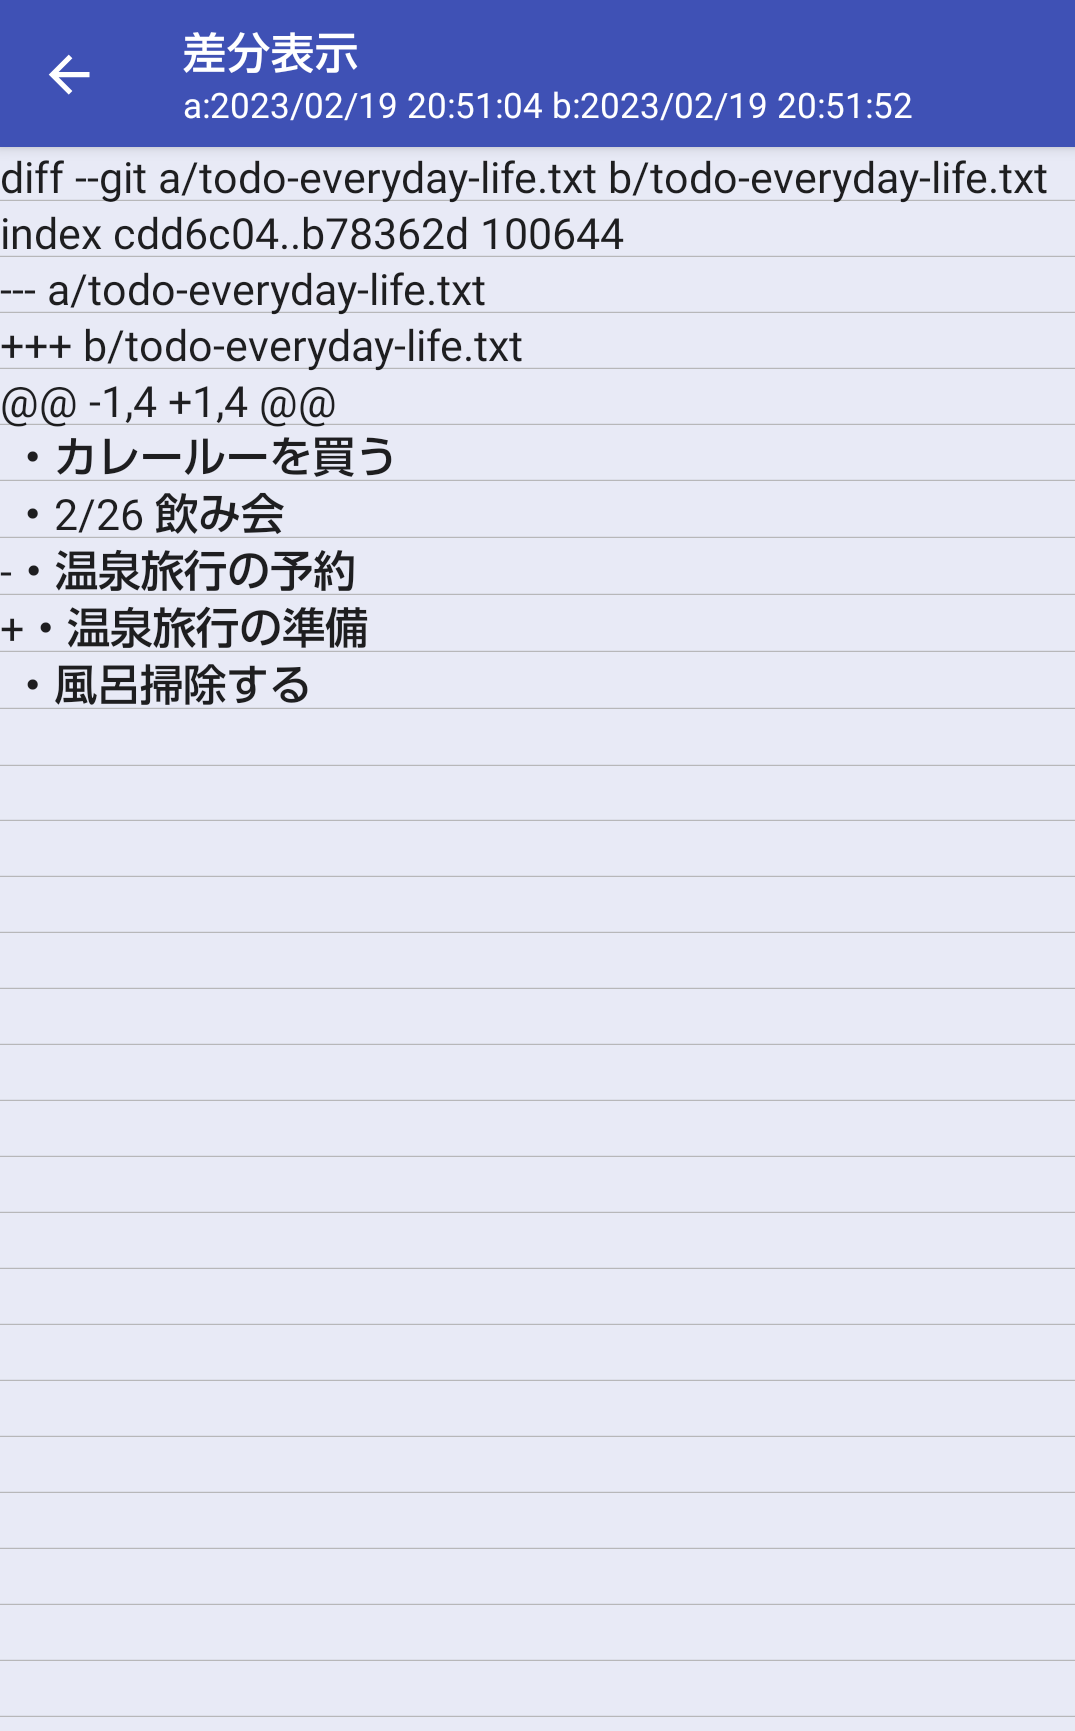 差分表示
a:2023/02/19 20:51:04 b:2023/02/19 20:51:52
diff --git a/todo-everyday-life.txt b/todo-everyday-life.txt
index cdd6c04..b78362d 100644
--- a/todo-everyday-life.txt
+++ b/todo-everyday-life.txt
@@ -1,4 +1,4 @@
 ・カレールーを買う
 ・2/26 飲み会
-・温泉旅行の予約
+・温泉旅行の準備
 ・風呂掃除する